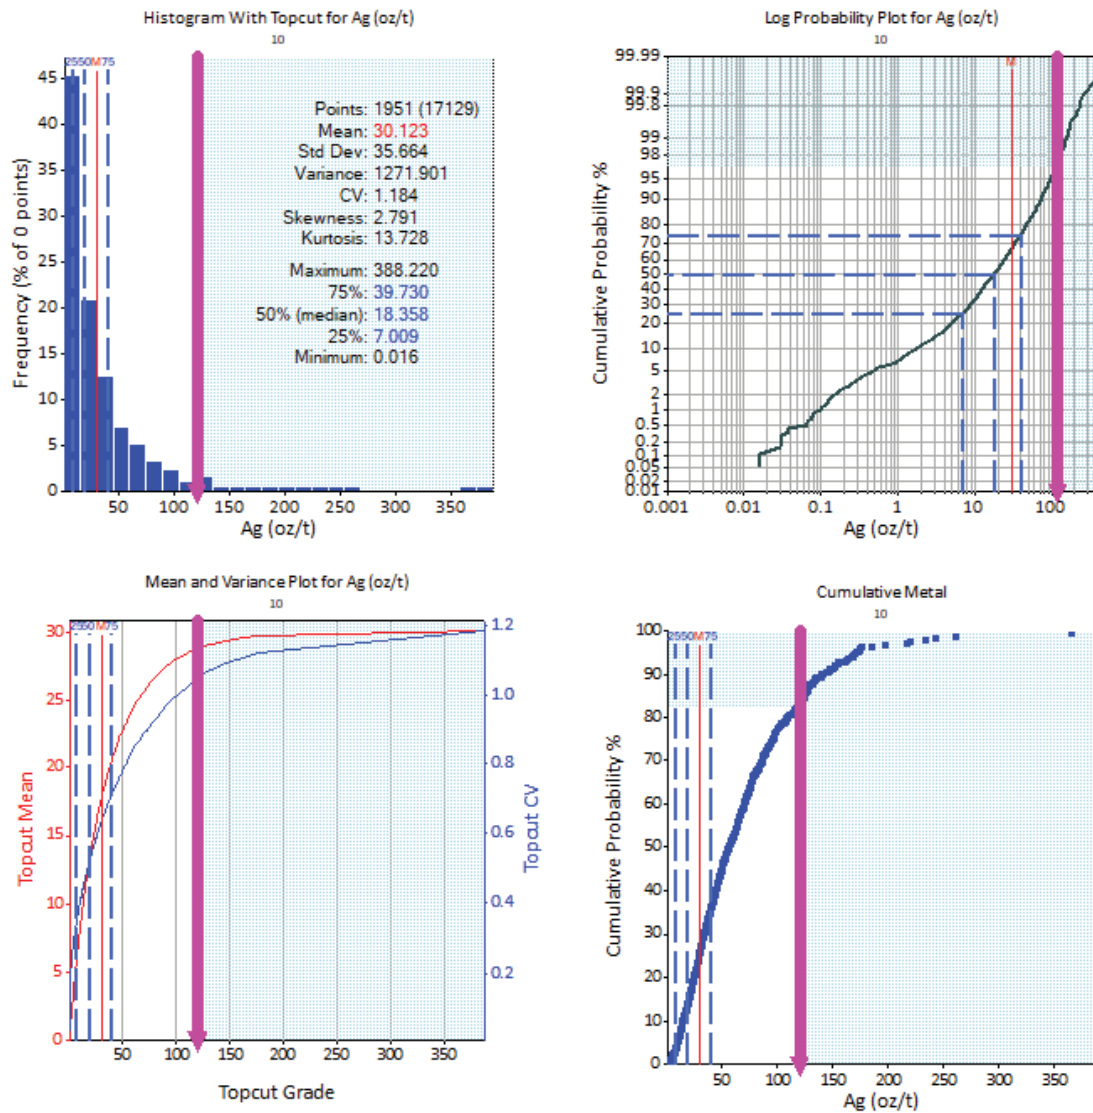 Histogram With Topcut for Ag (oz/t)
10
25 50 M 75
45
40
35
30
25
20
15
10
5
0
Frequency (% of 0 points)
Points: 1951 (17129)
Mean: 30.123
Std Dev: 35.664
Variance: 1271.901
CV: 1.184
Skewness: 2.791
Kurtosis: 13.728
Maximum: 388.220
75%: 39.730
50% (median): 18.358
25%: 7.009
Minimum: 0.016
50 100 150 200 250 300 350
Ag (oz/t)
Log Probability Plot for Ag (oz/t)
10
M
99.99
99.9
99.8
99
98
95
90
80
70
60
50
40
30
20
10
5
2
1
0.5
0.2
0.1
0.05
0.02
0.01
Cumulative Probability %
0.001 0.01 0.1 1 10 100
Ag (oz/t)
Mean and Variance Plot for Ag (oz/t)
10
25 50 M 75
30
25
20
15
10
5
0
Topcut Mean
1.2
1.0
0.8
0.6
0.4
0.2
Topcut CV
50 100 150 200 250 300 350
Topcut Grade
Cumulative Metal
10
25 50 M 75
100
90
80
70
60
50
40
30
20
10
0
Cumulative Probability %
50 100 150 200 250 300 350
Ag (oz/t)